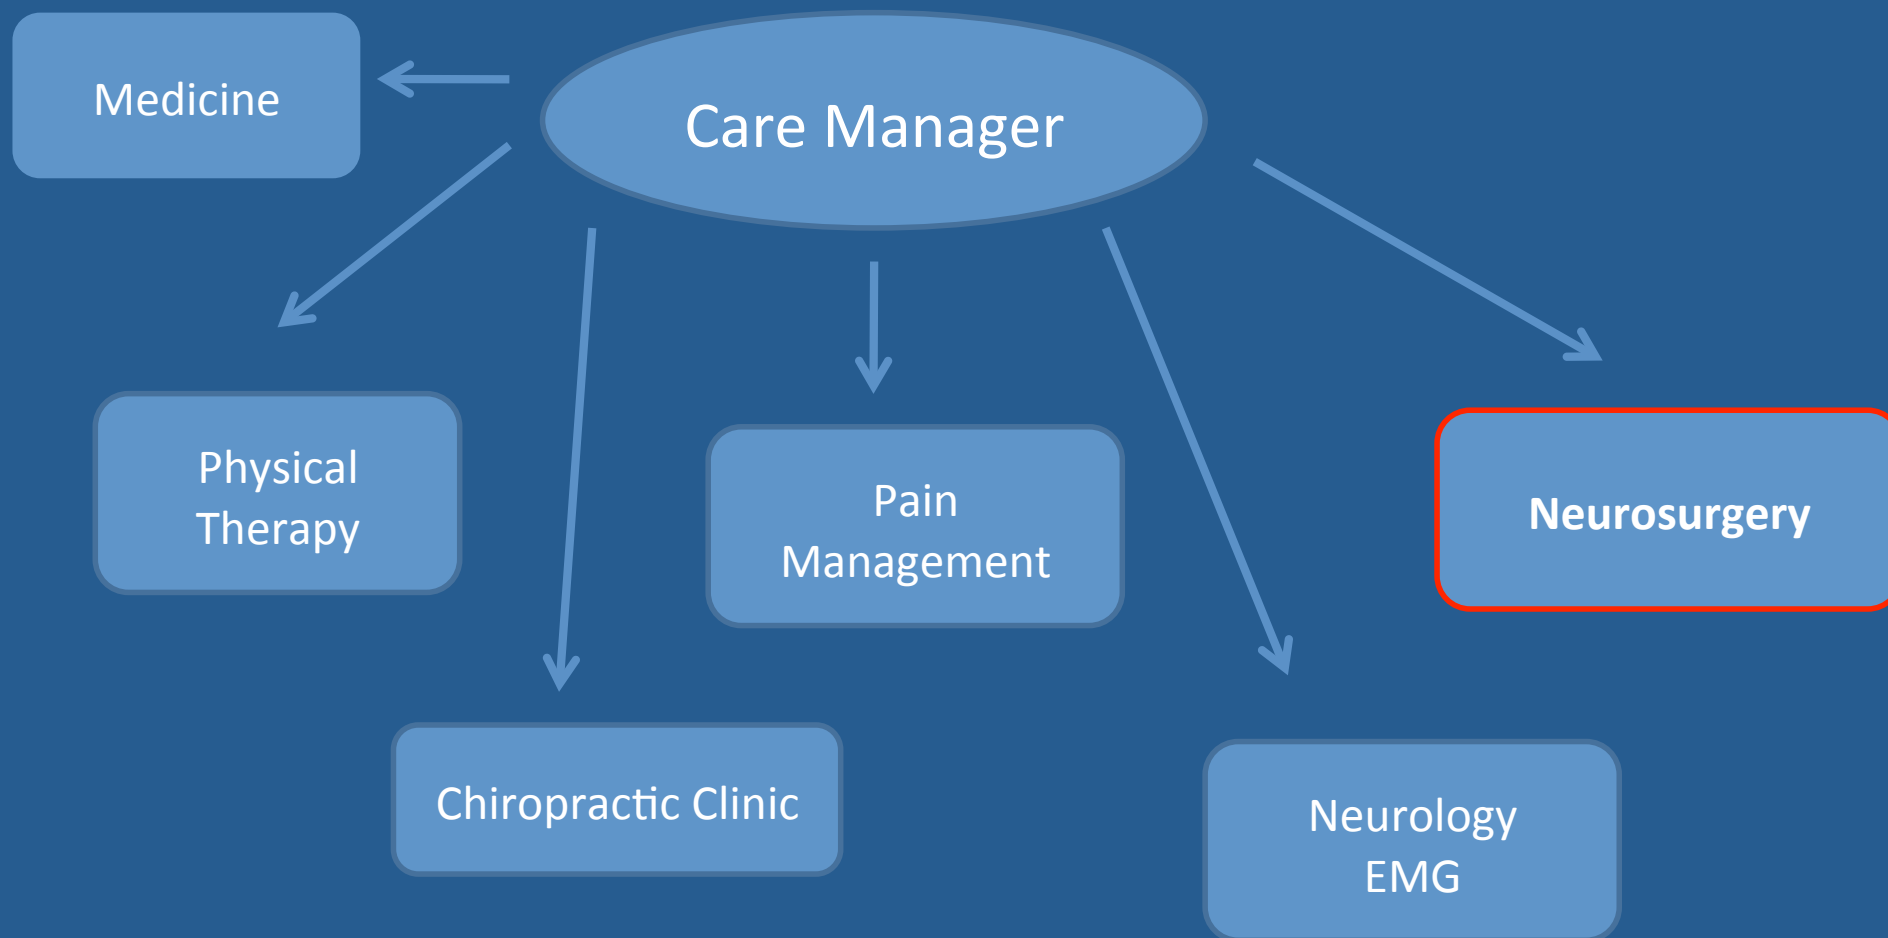 Medicine
Care Manager
Physical
Therapy
Pain
Management
Neurosurgery
Chiropractic Clinic
Neurology
EMG